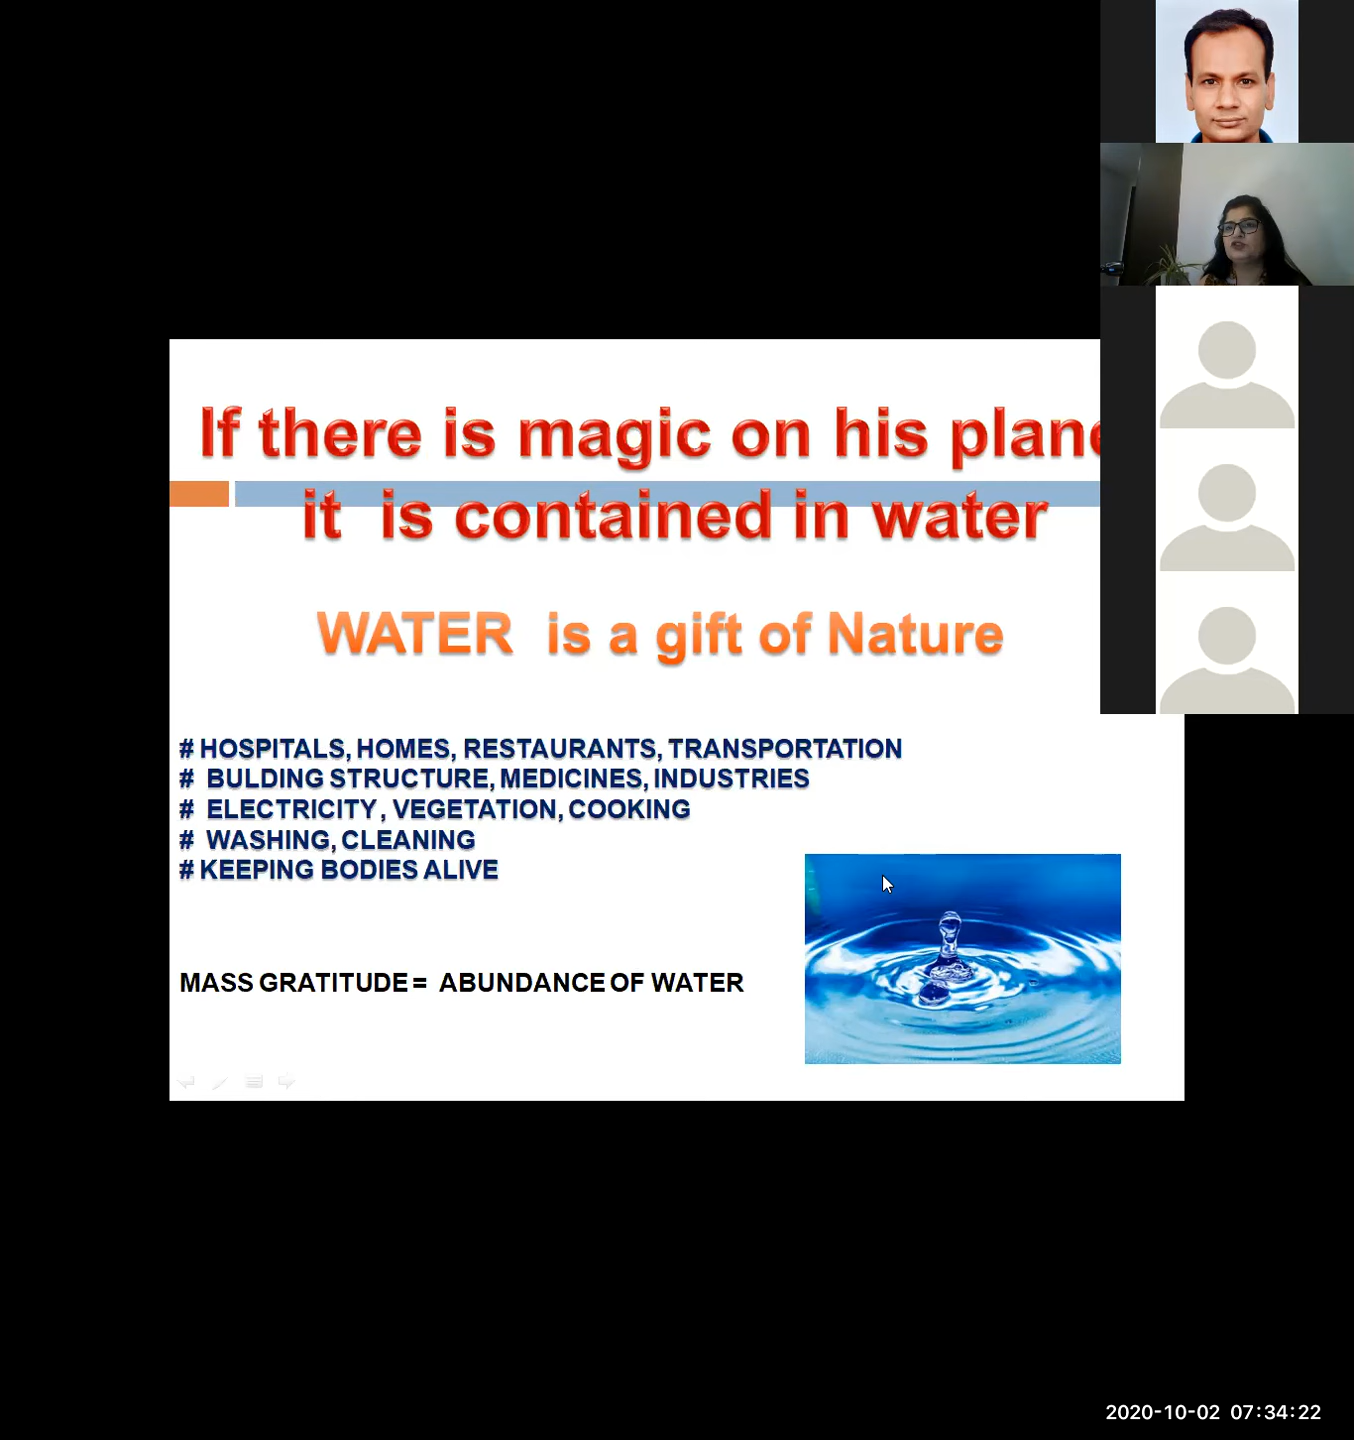 If there is magic on his plane
it is contained in water
WATER is a gift of Nature
# HOSPITALS, HOMES, RESTAURANTS, TRANSPORTATION
# BULDING STRUCTURE, MEDICINES, INDUSTRIES
# ELECTRICITY, VEGETATION, COOKING
# WASHING, CLEANING
# KEEPING BODIES ALIVE
MASS GRATITUDE = ABUNDANCE OF WATER
2020-10-02 07:34:22